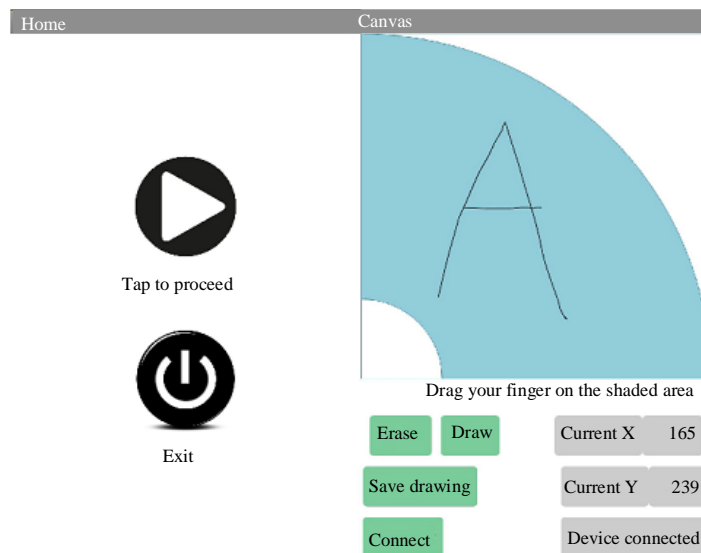 Home
Canvas
Tap to proceed
Exit
A
Drag your finger on the shaded area
Erase
Draw
Current X
165
Save drawing
Current Y
239
Connect
Device connected